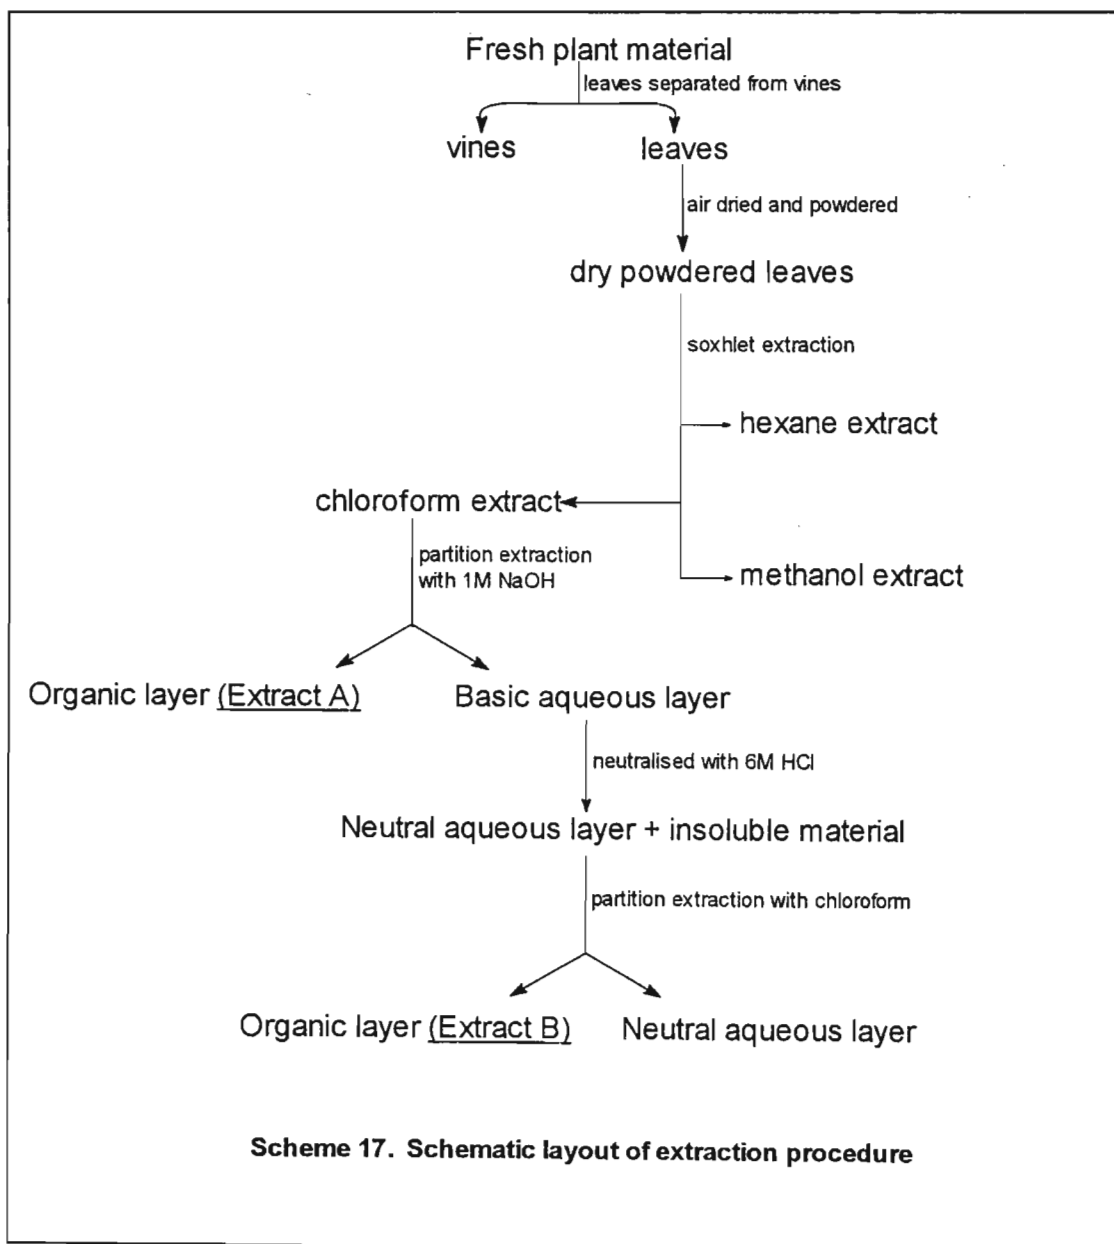 Fresh plant material
leaves separated from vines
vines
leaves
air dried and powdered
dry powdered leaves
soxhlet extraction
hexane extract
chloroform extract
partition extraction
with 1M NaOH
methanol extract
Organic layer (Extract A)
Basic aqueous layer
neutralised with 6M HCl
Neutral aqueous layer + insoluble material
partition extraction with chloroform
Organic layer (Extract B)
Neutral aqueous layer
Scheme 17. Schematic layout of extraction procedure